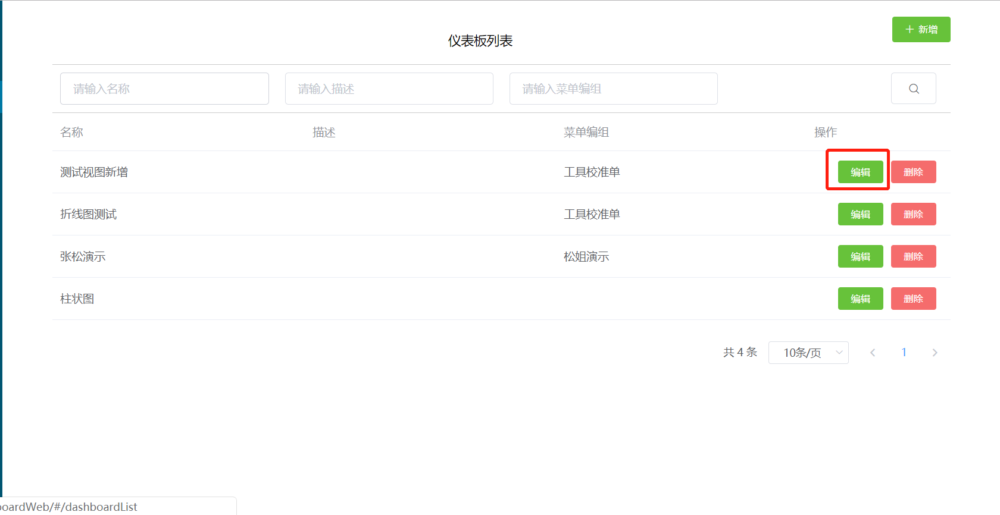 仪表板列表
新增
请输入名称 请输入描述 请输入菜单编组
名称 描述 菜单编组 操作
测试视图新增 工具校准单 编辑 删除
折线图测试 工具校准单 编辑 删除
张松演示 松姐演示 编辑 删除
柱状图 编辑 删除
共 4 条 10条/页 1
boardWeb/#/dashboardList